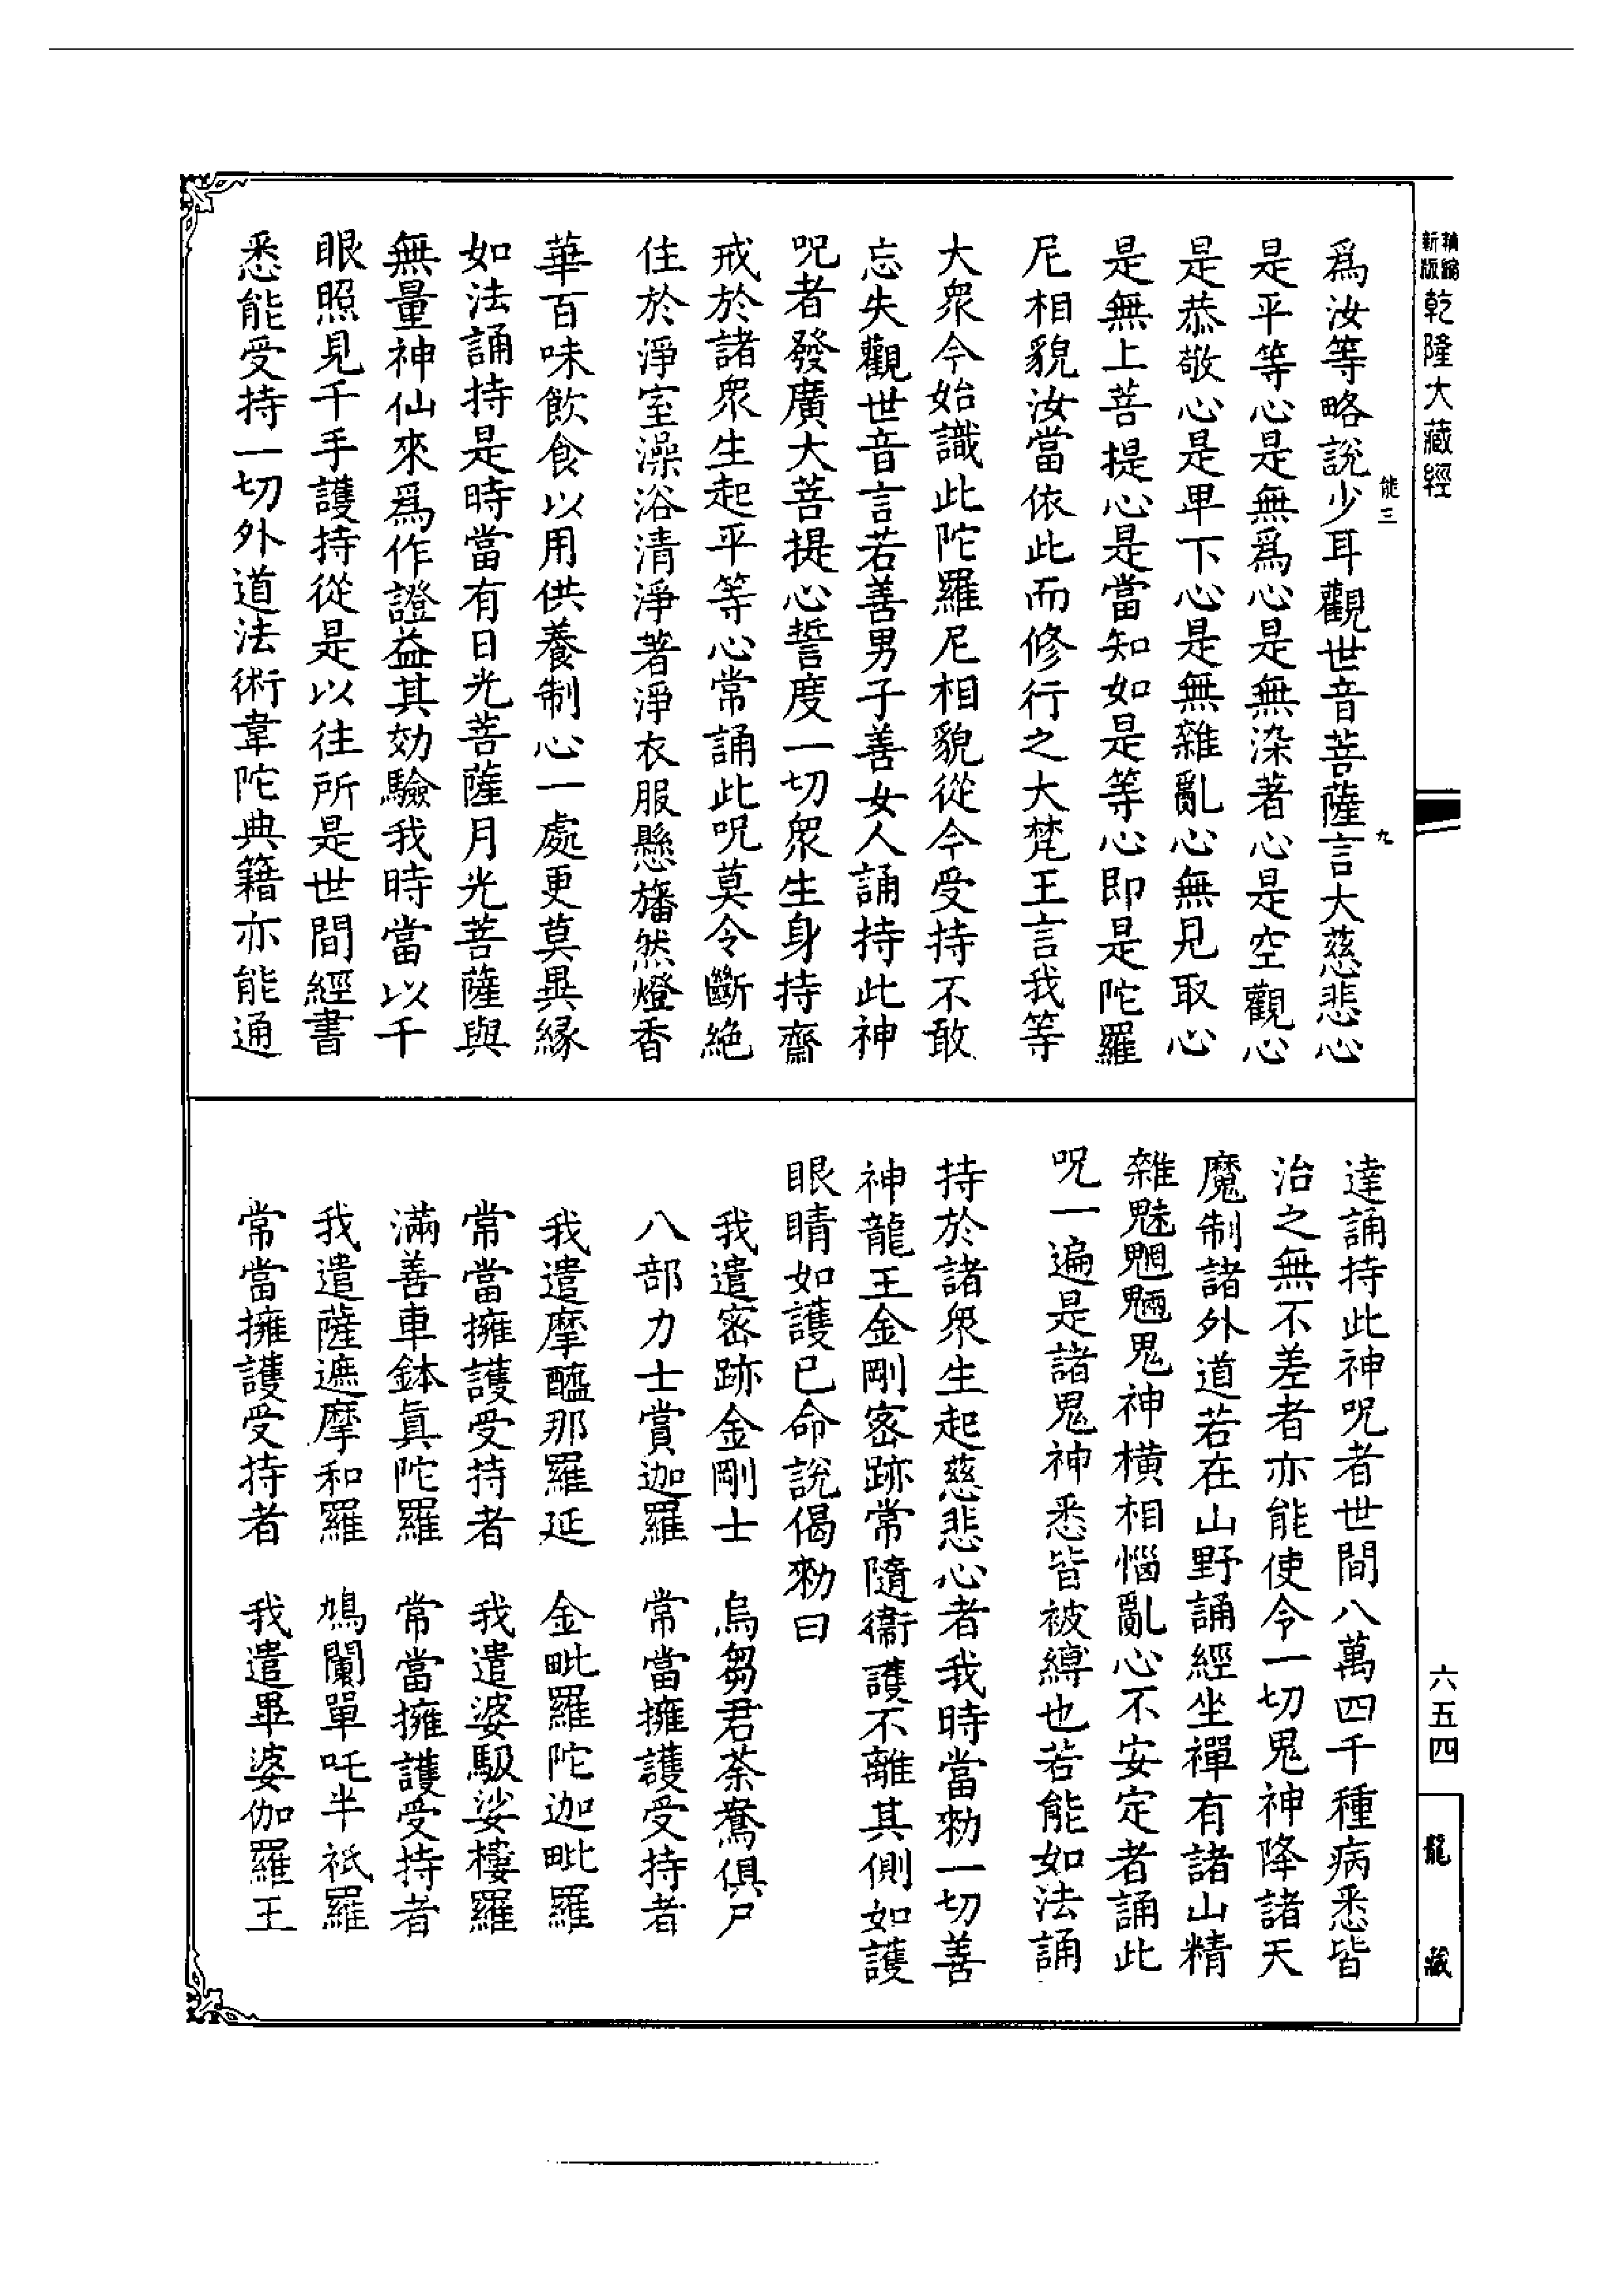 新版
精縮
乾隆大藏經
能三
九
爲汝等略說少耳觀世音菩薩言大慈悲心
是平等心是無爲心是無染著心是空觀心
是恭敬心是卑下心是無雜亂心無見取心
是無上菩提心是當知如是等心即是陀羅
尼相貌汝當依此而修行之大梵王言我等
大衆今始識此陀羅尼相貌從今受持不敢
忘失觀世音言若善男子善女人誦持此神
呪者發廣大菩提心誓度一切衆生身持齋
戒於諸衆生起平等心常誦此呪莫令斷絶
住於淨室澡浴清淨著淨衣服懸旛然燈香
華百味飲食以用供養制心一處更莫異緣
如法誦持是時當有日光菩薩月光菩薩與
無量神仙來爲作證益其効驗我時當以千
眼照見千手護持從是以往所是世間經書
悉能受持一切外道法術韋陀典籍亦能通
達誦持此神呪者世間八萬四千種病悉皆
治之無不差者亦能使令一切鬼神降諸天
魔制諸外道若在山野誦經坐禪有諸山精
雜魅魍魎鬼神橫相惱亂心不安定者誦此
呪一遍是諸鬼神悉皆被縛也若能如法誦
持於諸衆生起慈悲心者我時當勑一切善
神龍王金剛密跡常隨衛護不離其側如護
眼睛如護已命說偈勑曰
我遣密跡金剛士　烏芻君荼鴦俱尸
八部力士賞迦羅　常當擁護受持者
我遣摩醯那羅延　金毗羅陀迦毗羅
常當擁護受持者　我遣婆馺娑樓羅
滿善車鉢眞陀羅　常當擁護受持者
我遣薩遮摩和羅　鳩闌單吒半祇羅
常當擁護受持者　我遣畢婆伽羅王
六五四
龍藏